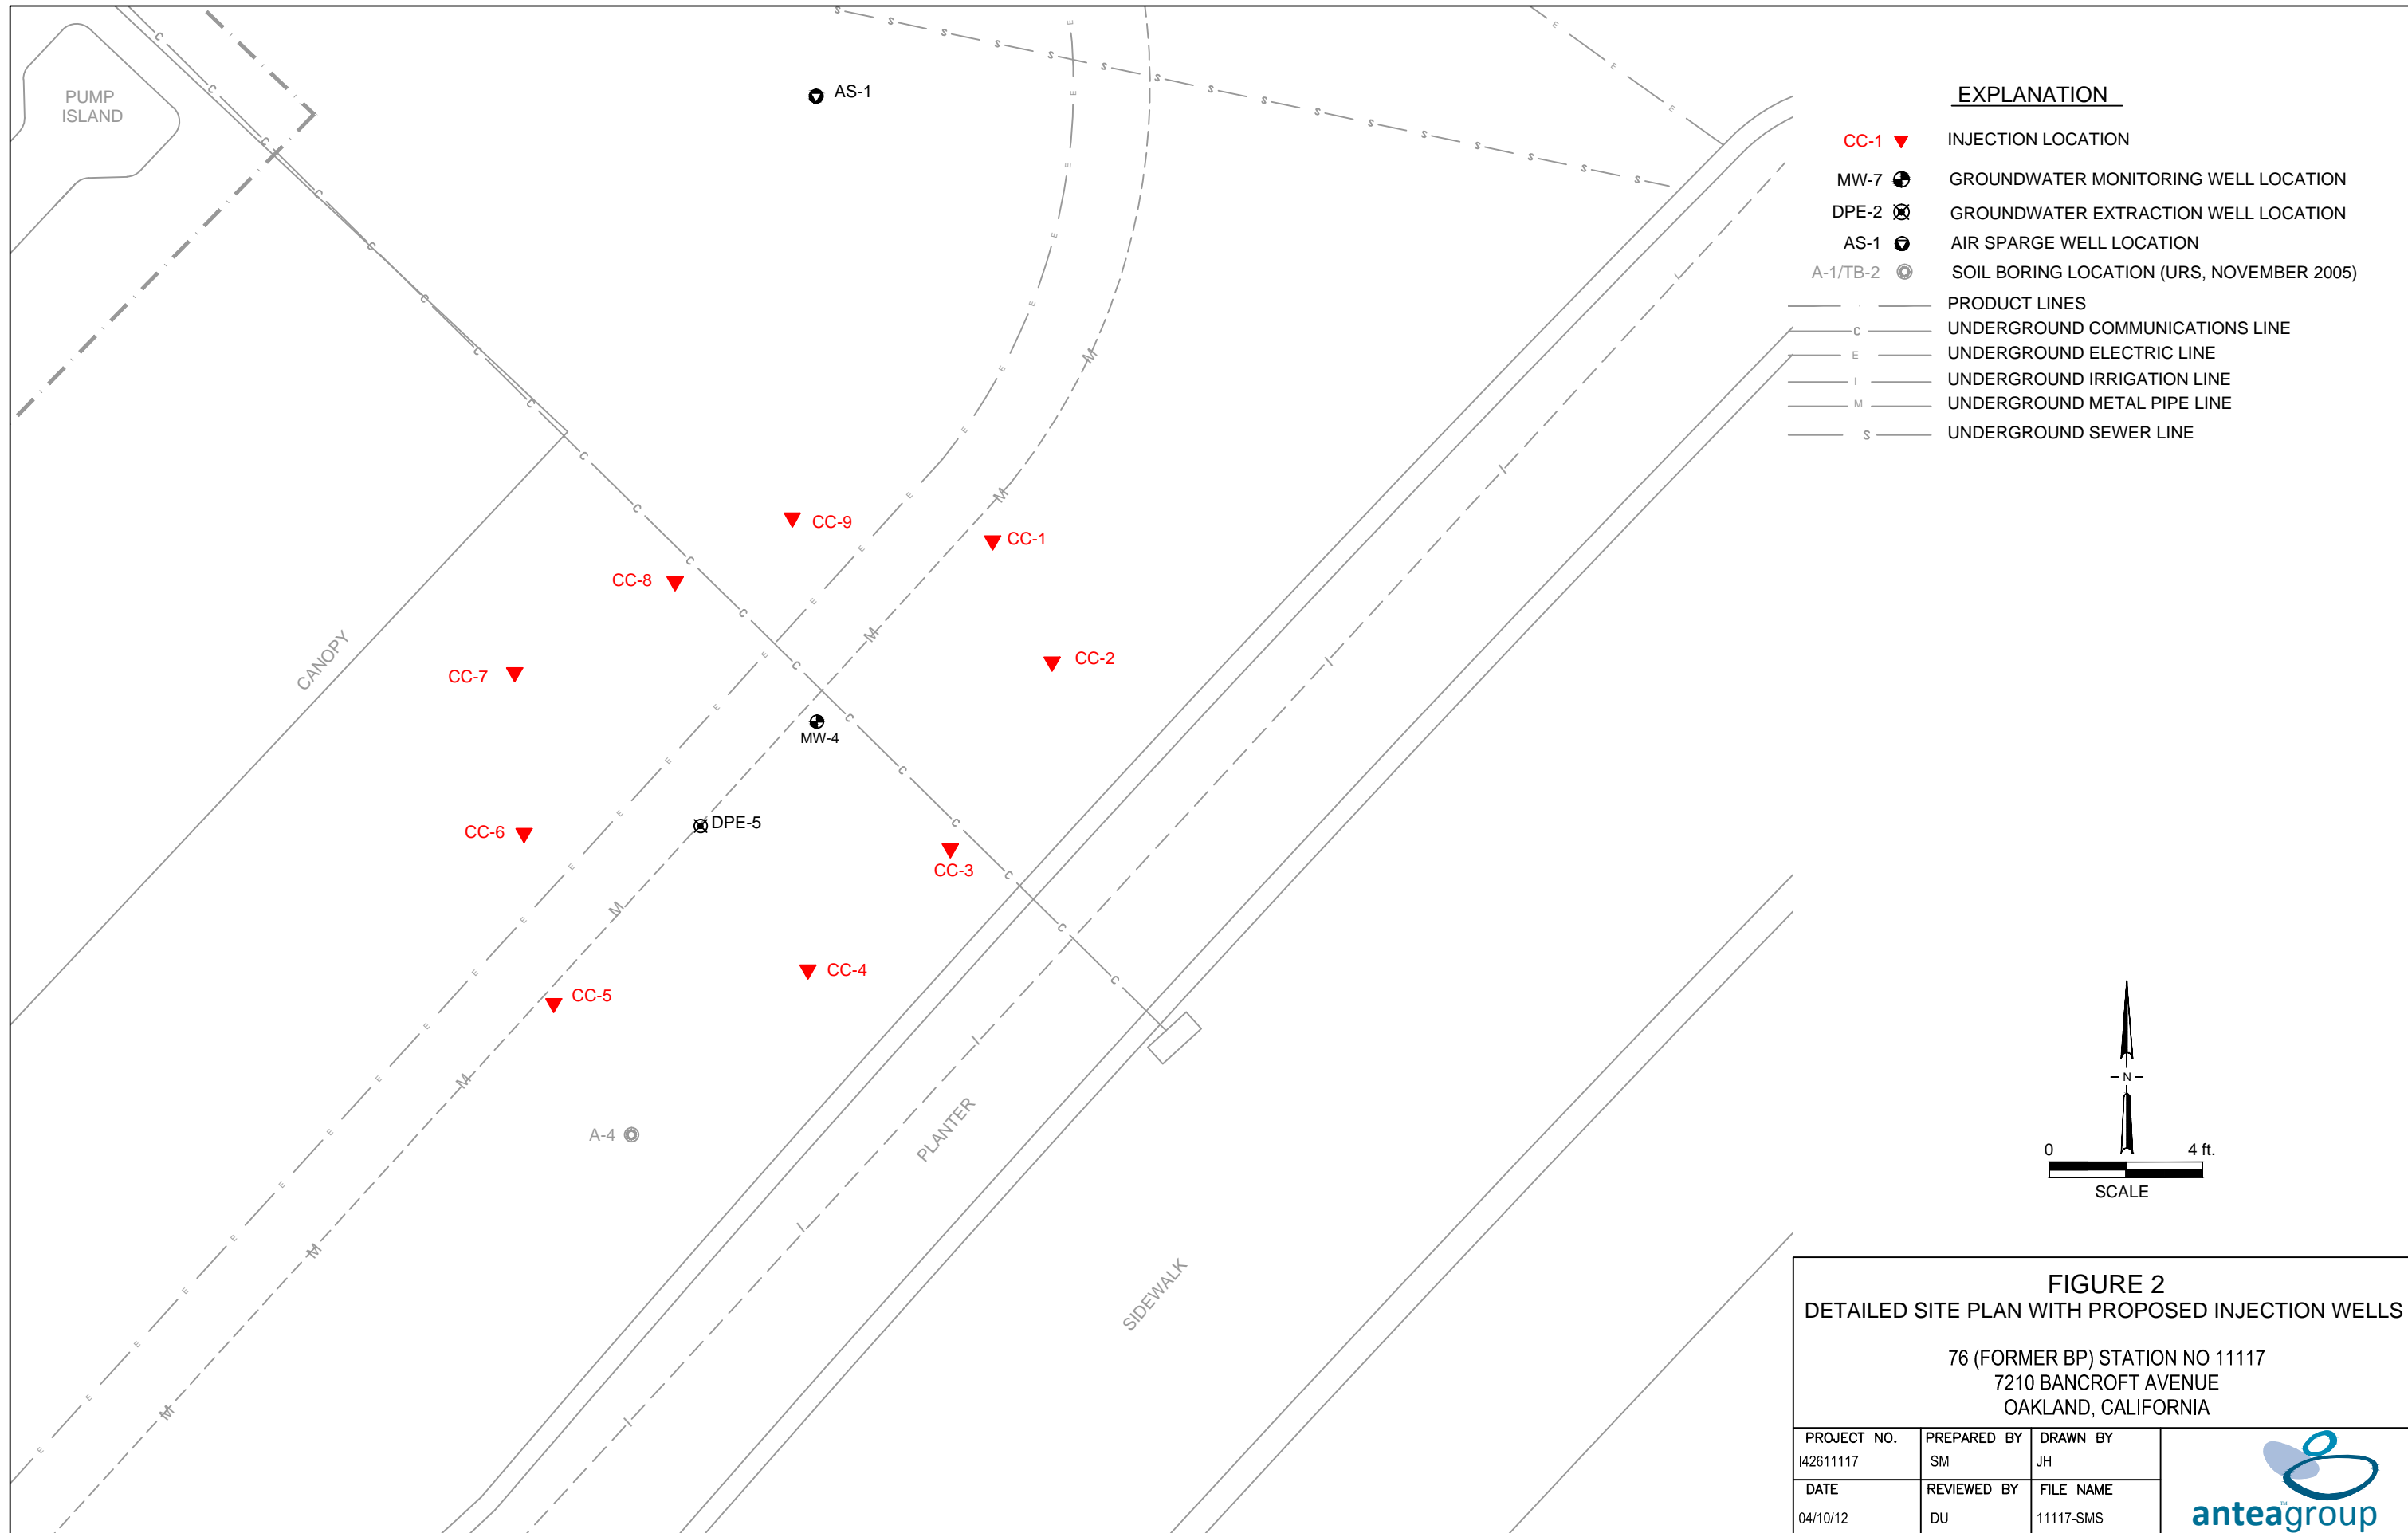 PUMP
ISLAND
AS-1
EXPLANATION
CC-1 INJECTION LOCATION
MW-7 GROUNDWATER MONITORING WELL LOCATION
DPE-2 GROUNDWATER EXTRACTION WELL LOCATION
AS-1 AIR SPARGE WELL LOCATION
A-1/TB-2 SOIL BORING LOCATION (URS, NOVEMBER 2005)
PRODUCT LINES
C UNDERGROUND COMMUNICATIONS LINE
E UNDERGROUND ELECTRIC LINE
I UNDERGROUND IRRIGATION LINE
M UNDERGROUND METAL PIPE LINE
S UNDERGROUND SEWER LINE
CC-9
CC-1
CC-8
CANOPY
CC-7
CC-2
MW-4
CC-6
DPE-5
CC-3
CC-5
CC-4
A-4
PLANTER
SIDEWALK
N
0 4 ft.
SCALE
FIGURE 2
DETAILED SITE PLAN WITH PROPOSED INJECTION WELLS
76 (FORMER BP) STATION NO 11117
7210 BANCROFT AVENUE
OAKLAND, CALIFORNIA
PROJECT NO. PREPARED BY DRAWN BY
I42611117 SM JH
DATE REVIEWED BY FILE NAME
04/10/12 DU 11117-SMS
anteagroup™